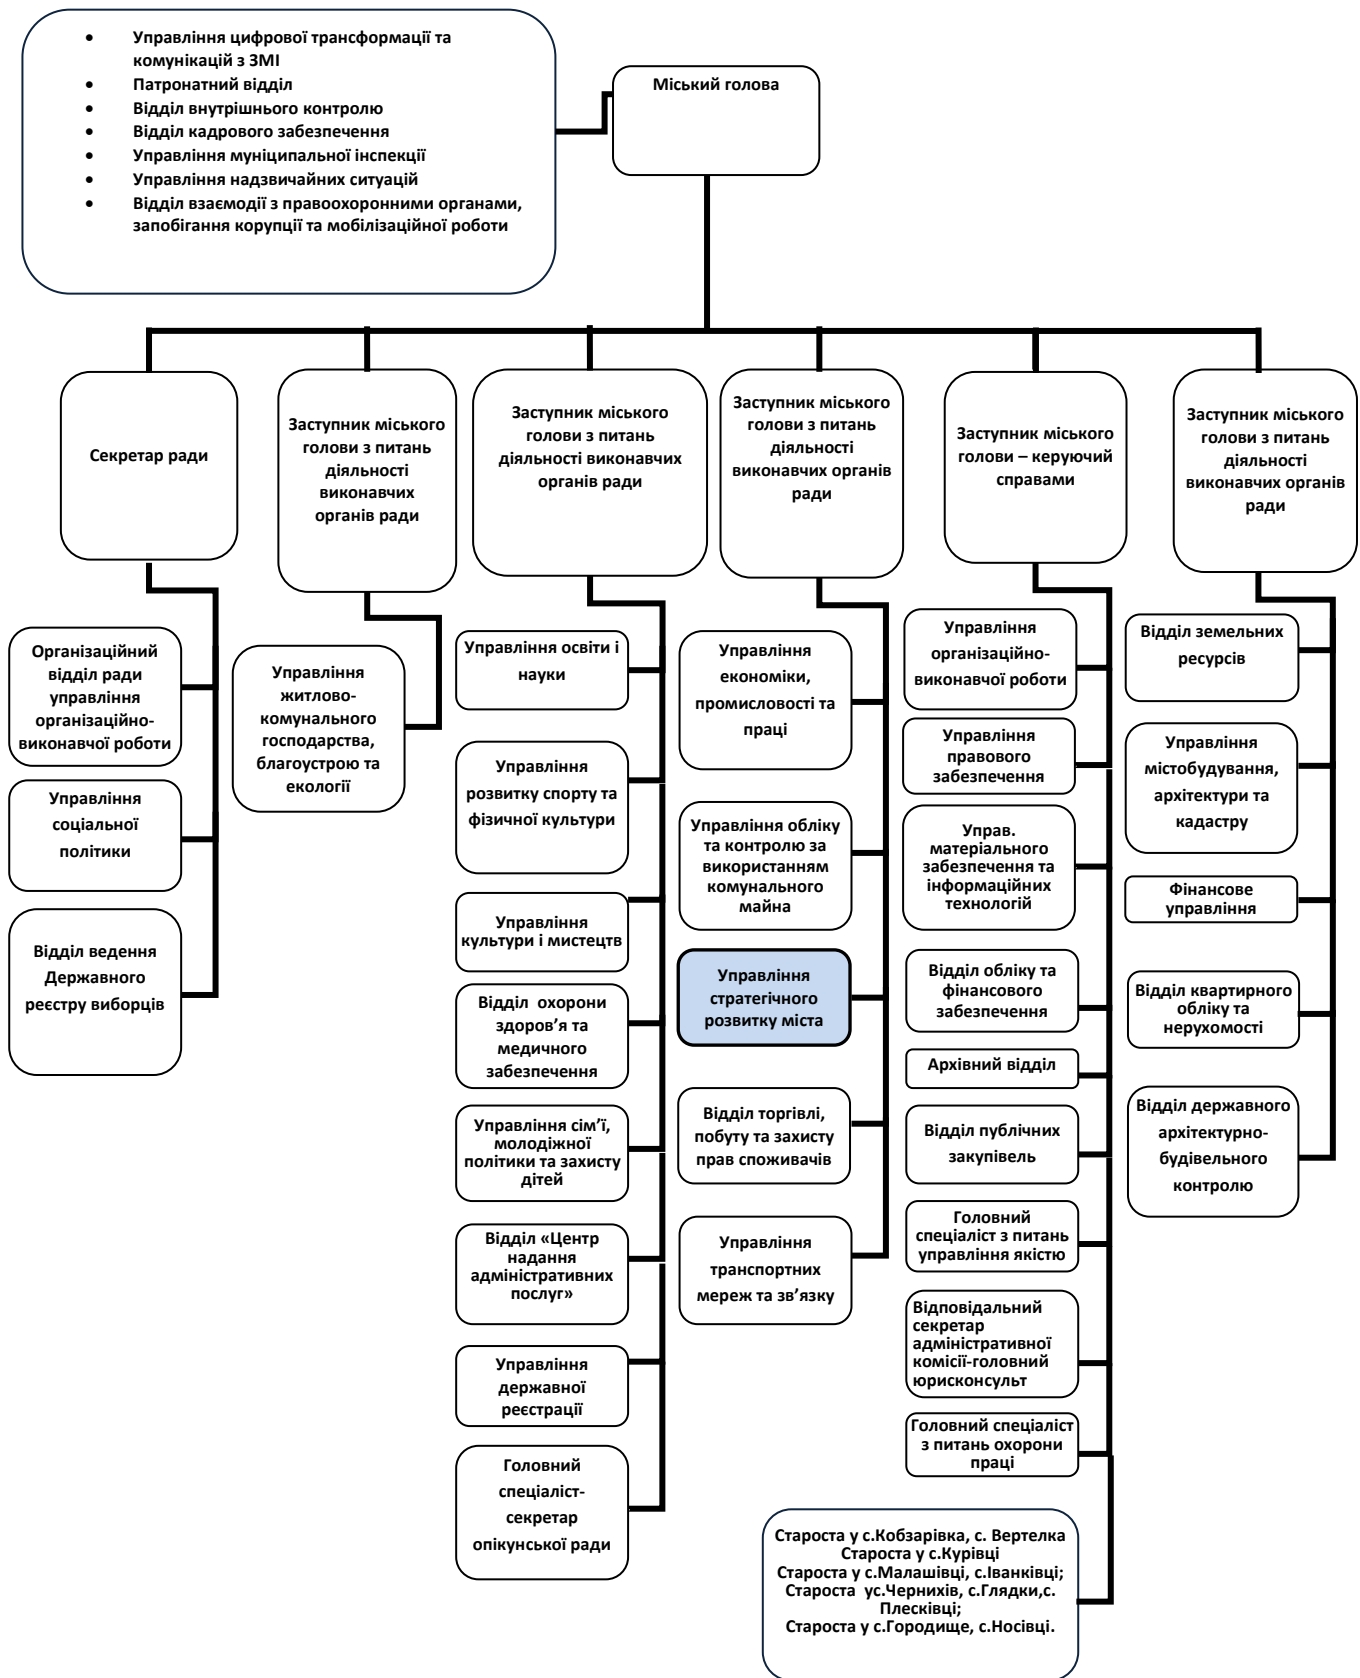 • Управління цифрової трансформації та
комунікацій з ЗМІ
• Патронатний відділ
• Відділ внутрішнього контролю
• Відділ кадрового забезпечення
• Управління муніципальної інспекції
• Управління надзвичайних ситуацій
• Відділ взаємодії з правоохоронними органами,
запобігання корупції та мобілізаційної роботи
Міський голова
Секретар ради
Заступник міського
голови з питань
діяльності
виконавчих
органів ради
Заступник міського
голови з питань
діяльності виконавчих
органів ради
Заступник міського
голови з питань
діяльності
виконавчих органів
ради
Заступник міського
голови – керуючий
справами
Заступник міського
голови з питань
діяльності
виконавчих органів
ради
Організаційний
відділ ради
управління
організаційно-
виконавчої роботи
Управління
соціальної
політики
Відділ ведення
Державного
реєстру виборців
Управління
житлово-
комунального
господарства,
благоустрою та
екології
Управління освіти і
науки
Управління
розвитку спорту та
фізичної культури
Управління
культури і мистецтв
Відділ охорони
здоров’я та
медичного
забезпечення
Управління сім’ї,
молодіжної
політики та захисту
дітей
Відділ «Центр
надання
адміністративних
послуг»
Управління
державної
реєстрації
Головний
спеціаліст-
секретар
опікунської ради
Управління
економіки,
промисловості та
праці
Управління обліку
та контролю за
використанням
комунального
майна
Управління
стратегічного
розвитку міста
Відділ торгівлі,
побуту та захисту
прав споживачів
Управління
транспортних
мереж та зв’язку
Управління
організаційно-
виконавчої роботи
Управління
правового
забезпечення
Управ.
матеріального
забезпечення та
інформаційних
технологій
Відділ обліку та
фінансового
забезпечення
Архівний відділ
Відділ публічних
закупівель
Головний
спеціаліст з питань
управління якістю
Відповідальний
секретар
адміністративної
комісії-головний
юрисконсульт
Головний спеціаліст
з питань охорони
праці
Староста у с.Кобзарівка, с. Вертелка
Староста у с.Курівці
Староста у с.Малашівці, с.Іванківці;
Староста ус.Чернихів, с.Глядки,с.
Плесківці;
Староста у с.Городище, с.Носівці.
Відділ земельних
ресурсів
Управління
містобудування,
архітектури та
кадастру
Фінансове
управління
Відділ квартирного
обліку та
нерухомості
Відділ державного
архітектурно-
будівельного
контролю